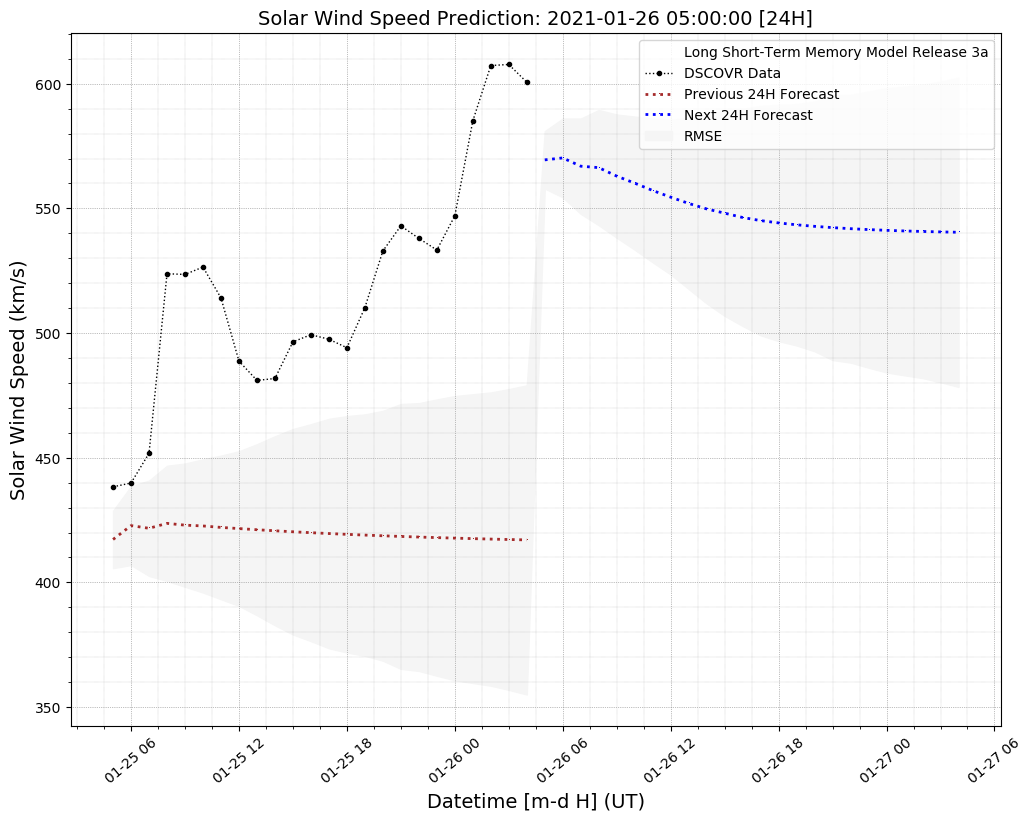 Solar Wind Speed Prediction: 2021-01-26 05:00:00 [24H]
Long Short-Term Memory Model Release 3a
DSCOVR Data
Previous 24H Forecast
Next 24H Forecast
RMSE
Solar Wind Speed (km/s)
600
550
500
450
400
350
01-25 06
01-25 12
01-25 18
01-26 00
01-26 06
01-26 12
01-26 18
01-27 00
01-27 06
Datetime [m-d H] (UT)